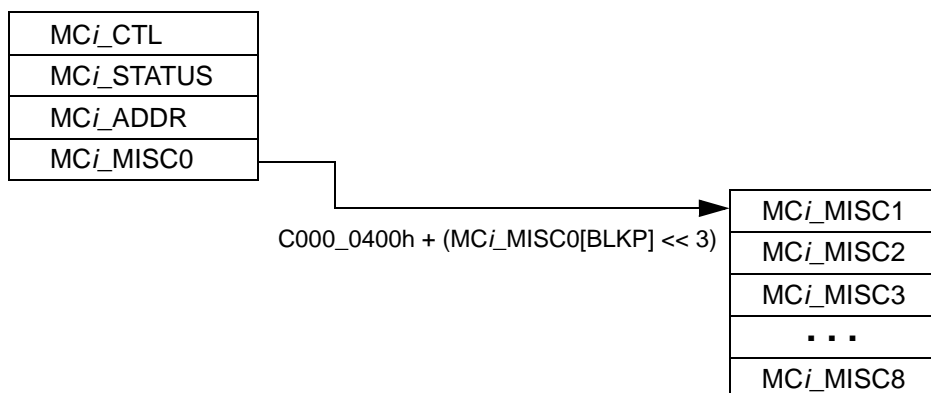 MCi_CTL
MCi_STATUS
MCi_ADDR
MCi_MISC0
C000_0400h + (MCi_MISC0[BLKP] << 3)
MCi_MISC1
MCi_MISC2
MCi_MISC3
. . .
MCi_MISC8